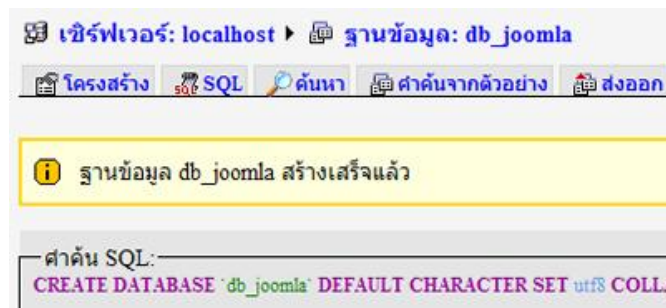 เซิร์ฟเวอร์: localhost ▸ ฐานข้อมูล: db_joomla
โครงสร้าง SQL ค้นหา คำค้นจากตัวอย่าง ส่งออก
ฐานข้อมูล db_joomla สร้างเสร็จแล้ว
คำค้น SQL:
CREATE DATABASE `db_joomla` DEFAULT CHARACTER SET utf8 COLL